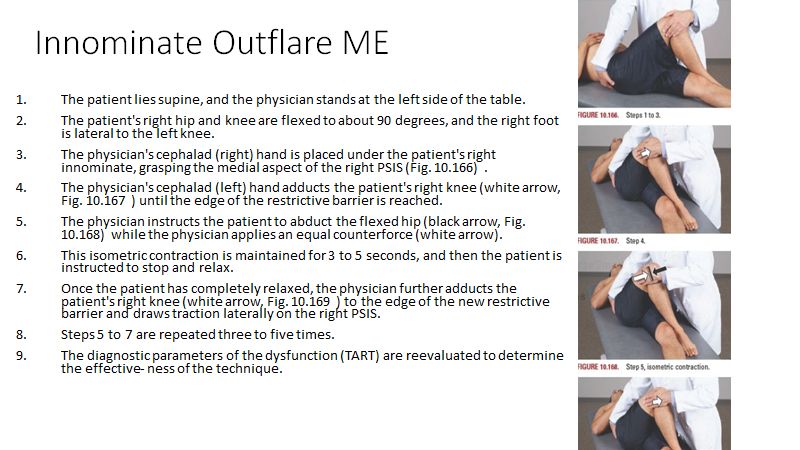 Innominate Outflare ME
1. The patient lies supine, and the physician stands at the left side of the table.
2. The patient's right hip and knee are flexed to about 90 degrees, and the right foot
is lateral to the left knee.
3. The physician's cephalad (right) hand is placed under the patient's right
innominate, grasping the medial aspect of the right PSIS (Fig. 10.166) .
4. The physician's cephalad (left) hand adducts the patient's right knee (white arrow,
Fig. 10.167 ) until the edge of the restrictive barrier is reached.
5. The physician instructs the patient to abduct the flexed hip (black arrow, Fig.
10.168) while the physician applies an equal counterforce (white arrow).
6. This isometric contraction is maintained for 3 to 5 seconds, and then the patient is
instructed to stop and relax.
7. Once the patient has completely relaxed, the physician further adducts the
patient's right knee (white arrow, Fig. 10.169 ) to the edge of the new restrictive
barrier and draws traction laterally on the right PSIS.
8. Steps 5 to 7 are repeated three to five times.
9. The diagnostic parameters of the dysfunction (TART) are reevaluated to determine
the effective- ness of the technique.
FIGURE 10.166. Steps 1 to 3.
FIGURE 10.167. Step 4.
FIGURE 10.168. Step 5, isometric contraction.